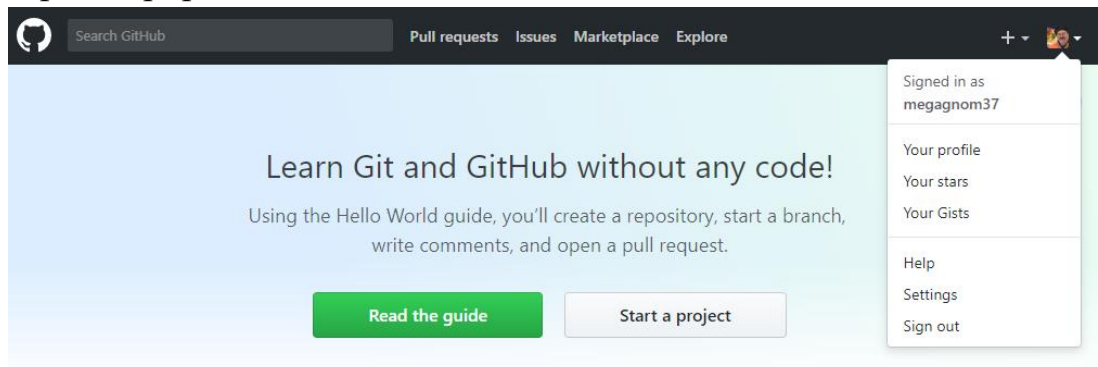 Search GitHub
Pull requests Issues Marketplace Explore
Signed in as
megagnom37
Your profile
Your stars
Your Gists
Help
Settings
Sign out
Learn Git and GitHub without any code!
Using the Hello World guide, you'll create a repository, start a branch,
write comments, and open a pull request.
Read the guide
Start a project